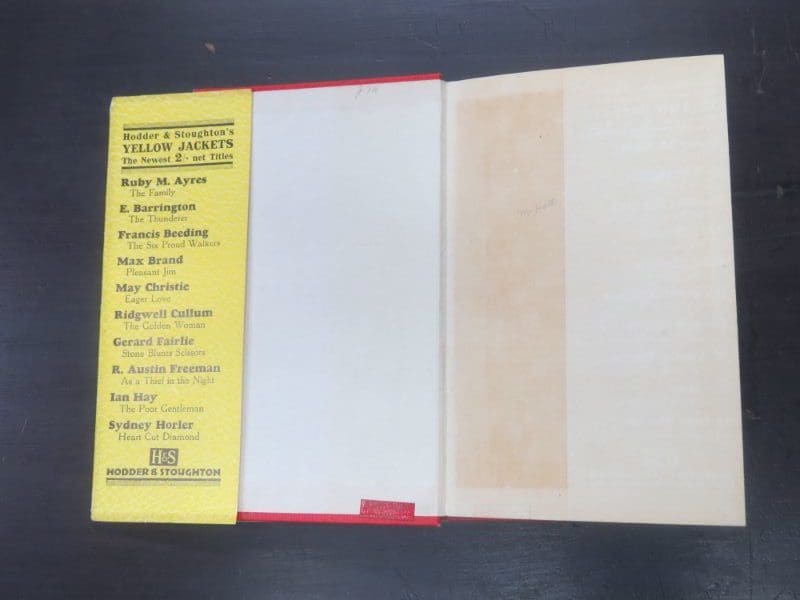 Hodder & Stoughton's
YELLOW JACKETS
The Newest 2/- net Titles
Ruby M. Ayres
The Family
E. Barrington
The Thunderer
Francis Beeding
The Six Proud Walkers
Max Brand
Pleasant Jim
May Christie
Eager Love
Ridgwell Cullum
The Golden Woman
Gerard Fairlie
Stone Blunts Scissors
R. Austin Freeman
As a Thief in the Night
Ian Hay
The Poor Gentleman
Sydney Horler
Heart Cut Diamond
H&S
HODDER & STOUGHTON